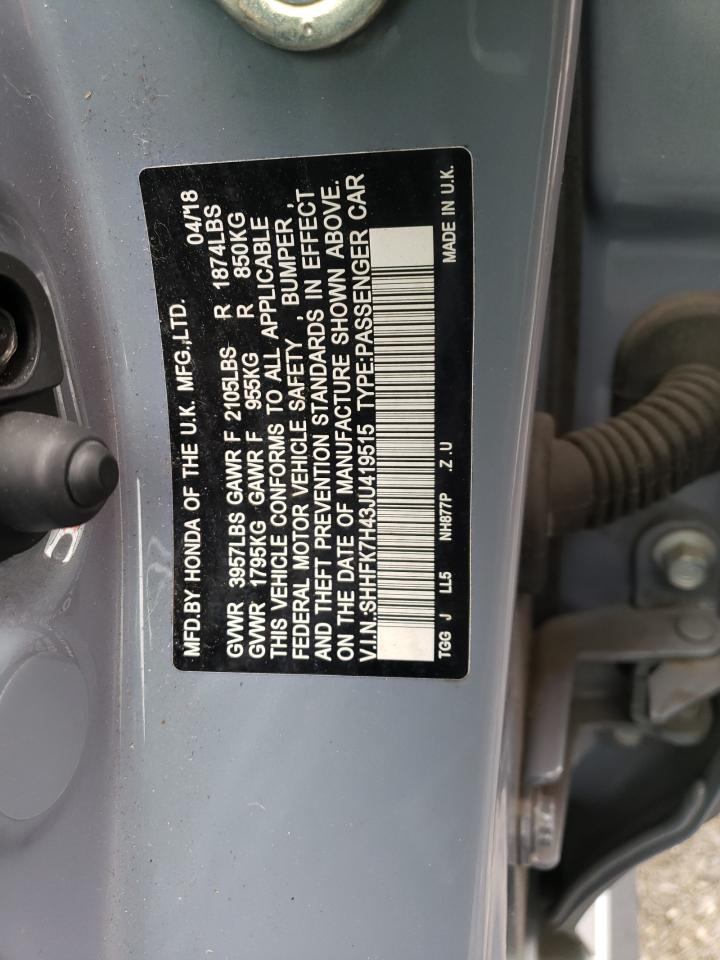 MFD.BY HONDA OF THE U.K. MFG.,LTD. 04/18
GVWR 3957LBS GAWR F 2105LBS R 1874LBS
GVWR 1795KG GAWR F 955KG R 850KG
THIS VEHICLE CONFORMS TO ALL APPLICABLE
FEDERAL MOTOR VEHICLE SAFETY , BUMPER ,
AND THEFT PREVENTION STANDARDS IN EFFECT
ON THE DATE OF MANUFACTURE SHOWN ABOVE.
V.I.N.:SHHFK7H43JU419515 TYPE:PASSENGER CAR
TGG J LL5 NH877P .Z .U MADE IN U.K.